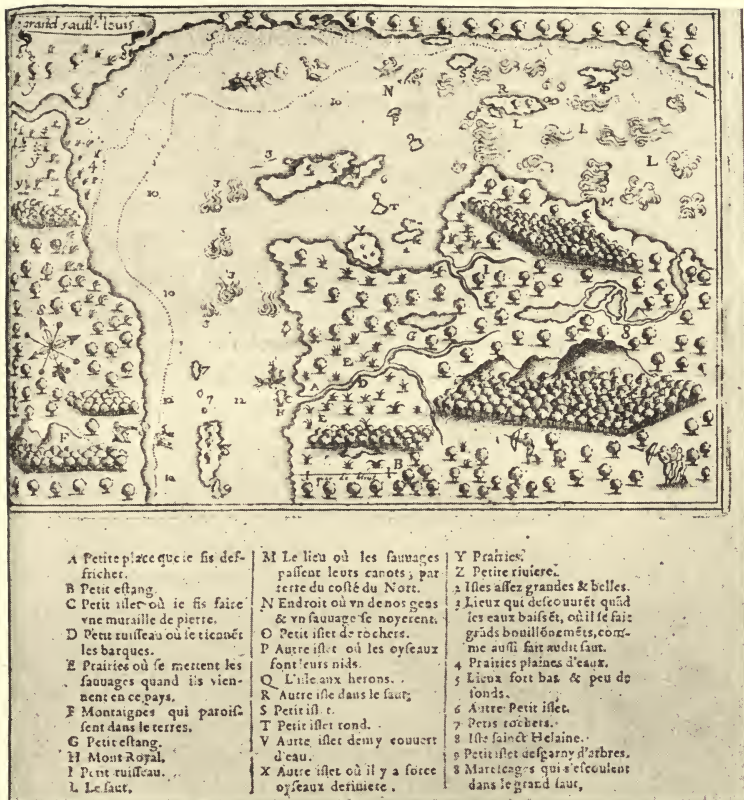 grand sault louis
A Petite place que ie fis def-
fricher.
B Petit estang.
C Petit islet où ie fis faire
vne muraille de pierre.
D Petit ruisseau où se tiennẽt
les barques.
E Prairies où se mettent les
sauuages quand ils vien-
nent en ce pays.
F Montaignes qui parois-
sent dans le terres.
G Petit estang.
H Mont Royal.
I Petit ruisseau.
L Le saut.
M Le lieu où les sauuages
passent leurs canots, par
terre du costé du Nort.
N Endroit où vn de nos gens
& vn sauuage se noyerent.
O Petit islet de rochers.
P Autre islet où les oyseaux
font leurs nids.
Q L'isle aux herons.
R Autre isle dans le saut.
S Petit islet.
T Petit islet rond.
V Autre islet demy couuert
d'eau.
X Autre islet où il y a force
oyseaux de riuiere.
Y Prairies.
Z Petite riuiere.
2 Isles assez grandes & belles.
3 Lieux qui descouurẽt quãd
les eaux baissẽt, où il se fait
grãds bouillõnemẽts, com-
me aussi fait audit saut.
4 Prairies plaines d'eaux.
5 Lieux fort bas & peu de
fonds.
6 Autre Petit islet.
7 Petis rochers.
8 Isle sainct Helaine.
9 Petit islet desgarny d'arbres.
8 Marescages qui s'escoulent
dans le grand saut.